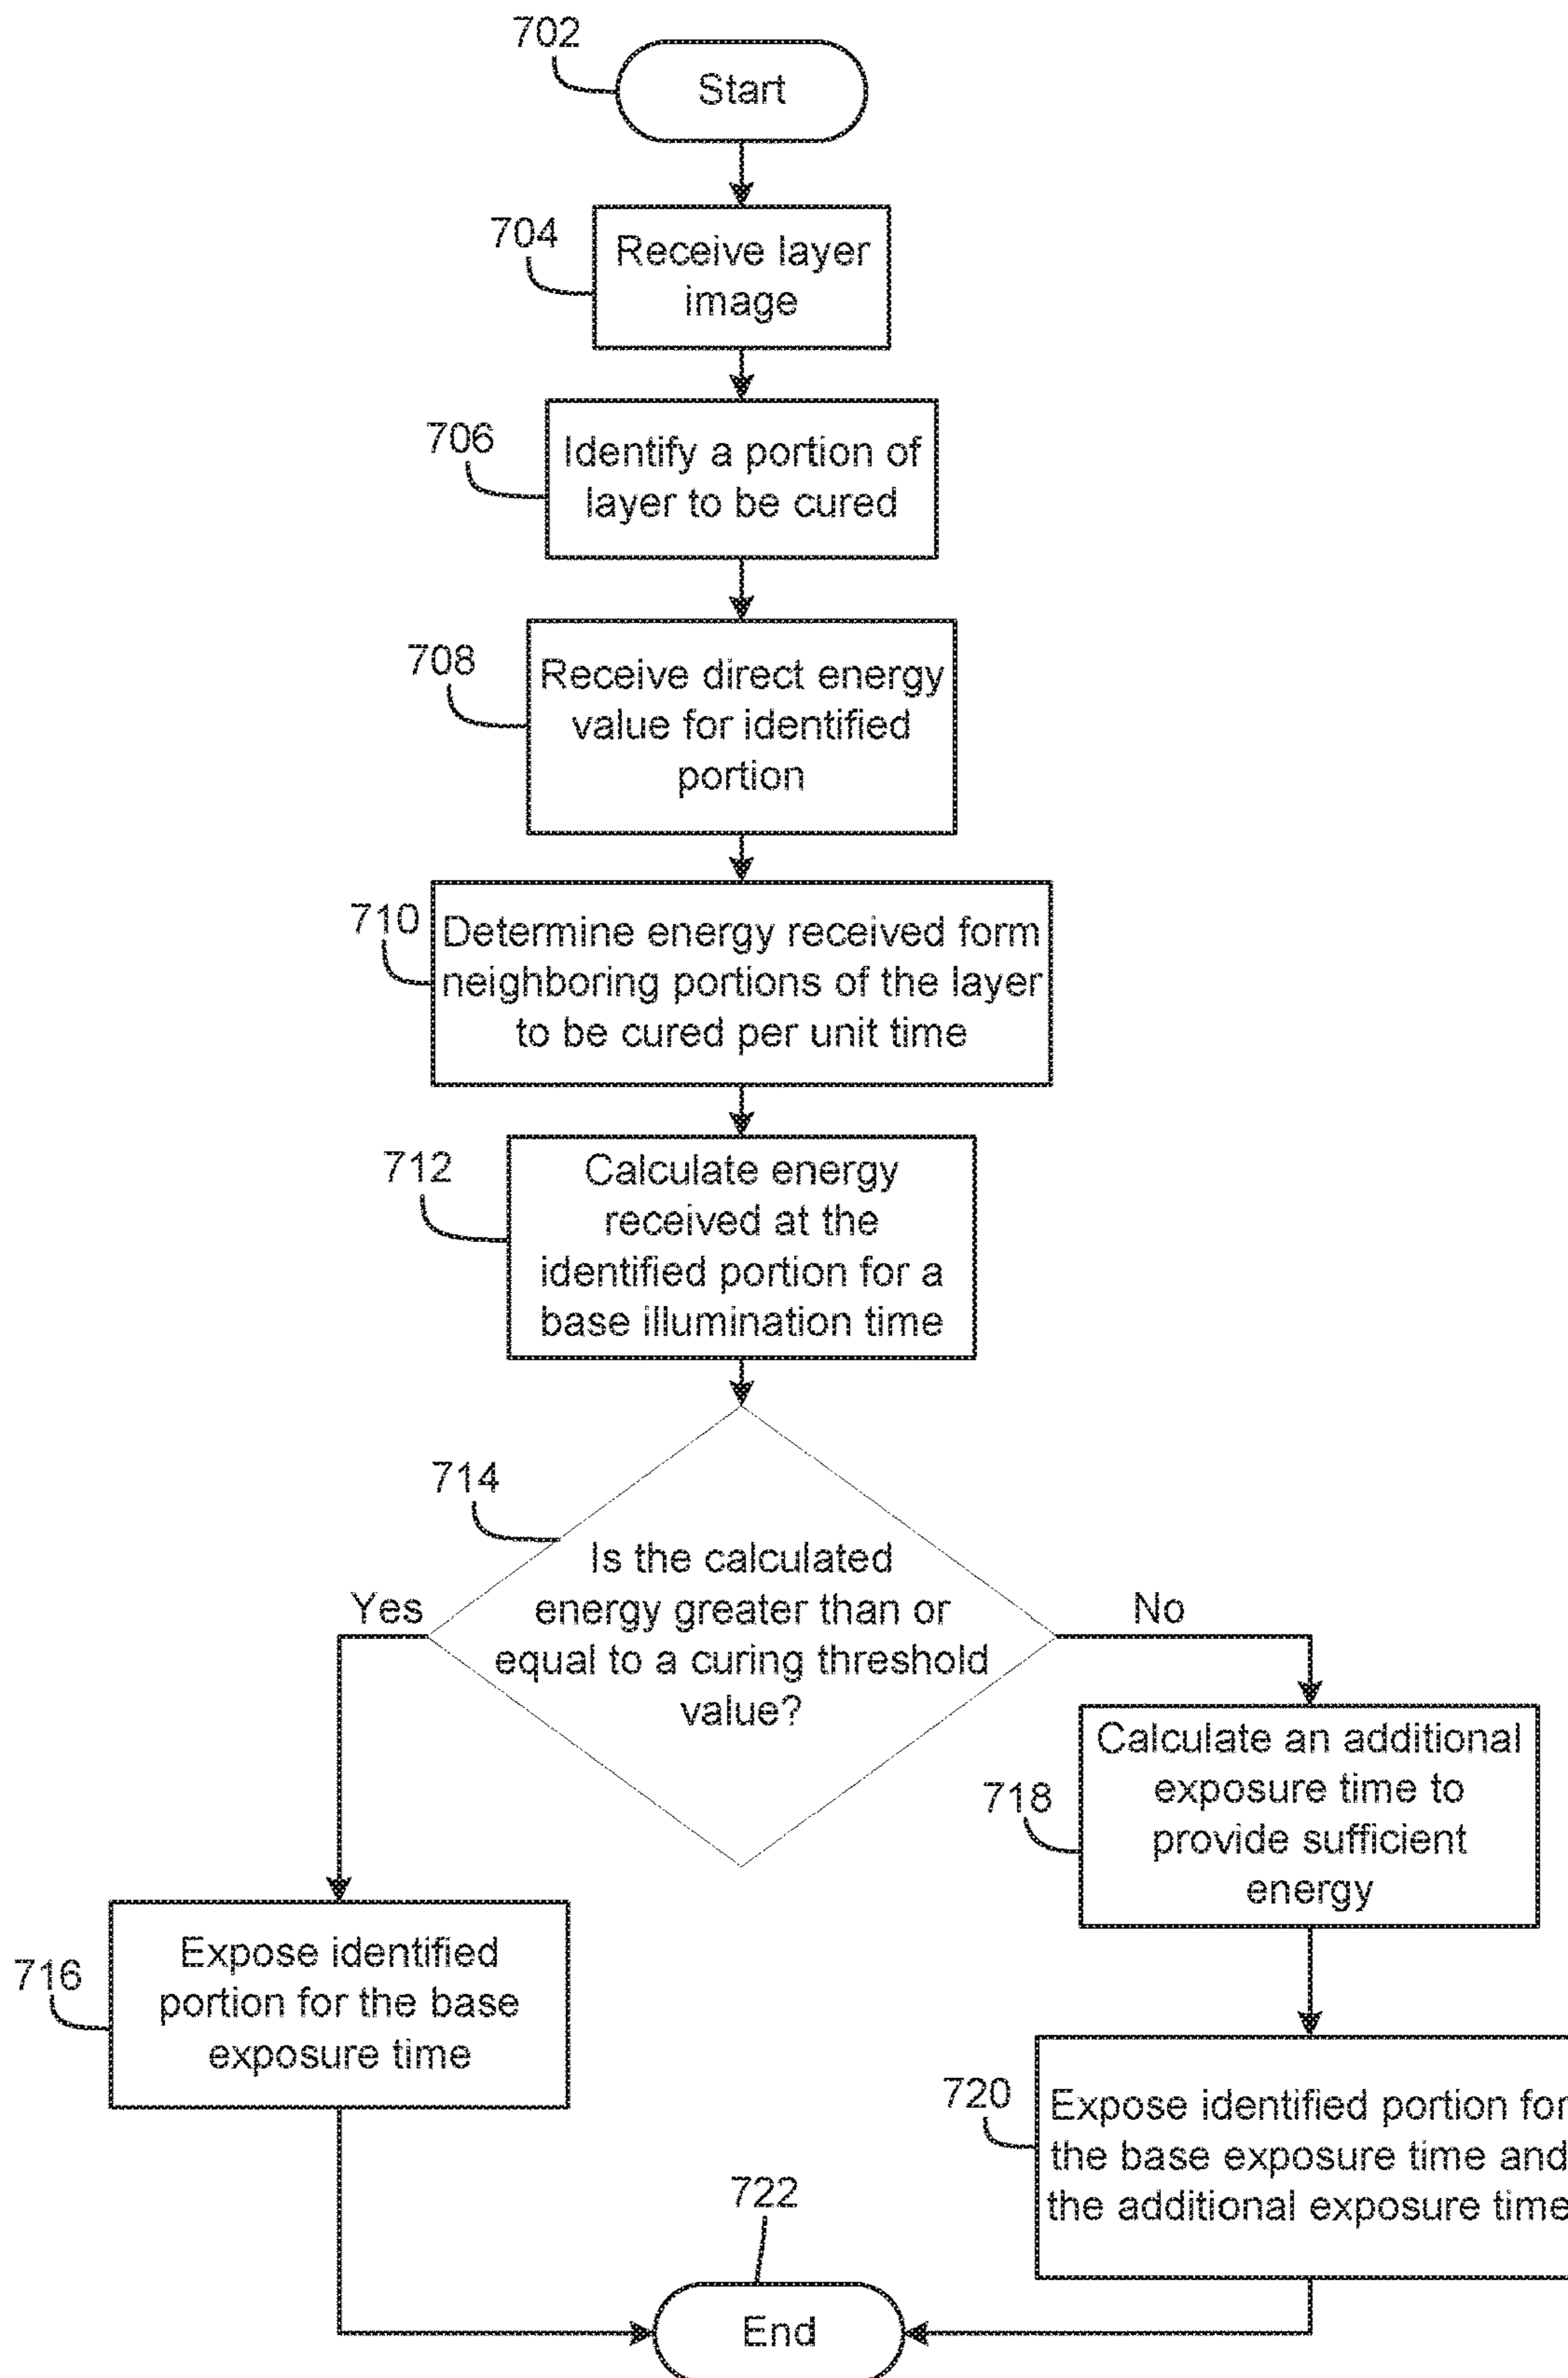 702
Start
704
Receive layer
image
706
Identify a portion of
layer to be cured
708
Receive direct energy
value for identified
portion
710
Determine energy received form
neighboring portions of the layer
to be cured per unit time
712
Calculate energy
received at the
identified portion for a
base illumination time
714
Is the calculated
energy greater than or
equal to a curing threshold
value?
Yes
No
718
Calculate an additional
exposure time to
provide sufficient
energy
716
Expose identified
portion for the base
exposure time
720
Expose identified portion for
the base exposure time and
the additional exposure time
722
End